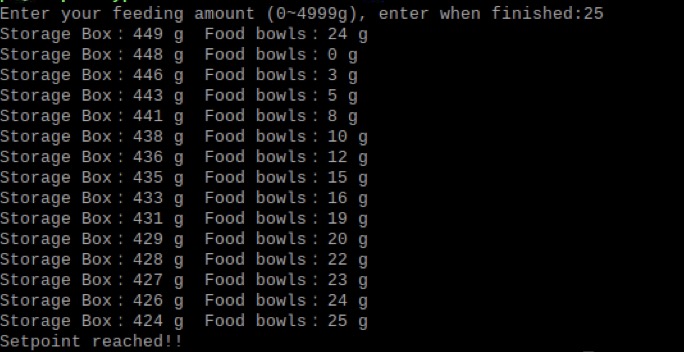 Enter your feeding amount (0~4999g), enter when finished:25
Storage Box: 449 g  Food bowls: 24 g
Storage Box: 448 g  Food bowls: 0 g
Storage Box: 446 g  Food bowls: 3 g
Storage Box: 443 g  Food bowls: 5 g
Storage Box: 441 g  Food bowls: 8 g
Storage Box: 438 g  Food bowls: 10 g
Storage Box: 436 g  Food bowls: 12 g
Storage Box: 435 g  Food bowls: 15 g
Storage Box: 433 g  Food bowls: 16 g
Storage Box: 431 g  Food bowls: 19 g
Storage Box: 429 g  Food bowls: 20 g
Storage Box: 428 g  Food bowls: 22 g
Storage Box: 427 g  Food bowls: 23 g
Storage Box: 426 g  Food bowls: 24 g
Storage Box: 424 g  Food bowls: 25 g
Setpoint reached!!